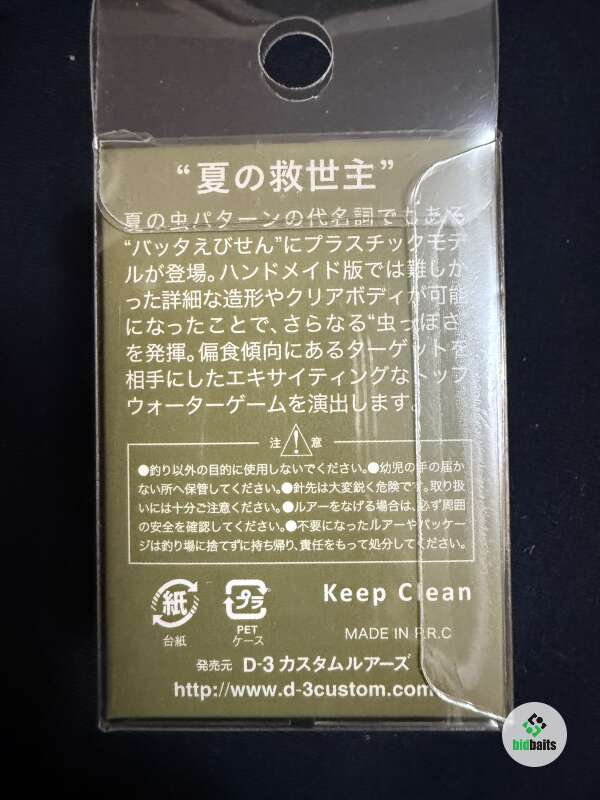 “夏の救世主”
夏の虫パターンの代名詞でもある
“バッタえびせん”にプラスチックモデ
ルが登場。ハンドメイド版では難しか
った詳細な造形やクリアボディが可能
になったことで、さらなる“虫っぽさ”
を発揮。偏食傾向にあるターゲットを
相手にしたエキサイティングなトップ
ウォーターゲームを演出します。
注 意
●釣り以外の目的に使用しないでください。●幼児の手の届か
ない所へ保管してください。●針先は大変鋭く危険です。取り扱
いには十分ご注意ください。●ルアーをなげる場合は、必ず周囲
の安全を確認してください。●不要になったルアーやパッケー
ジは釣り場に捨てずに持ち帰り、責任をもって処分してください。
紙
台紙
プラ
PET
ケース
Keep Clean
MADE IN P.R.C
発売元 D-3 カスタムルアーズ
http://www.d-3custom.com
bidbaits